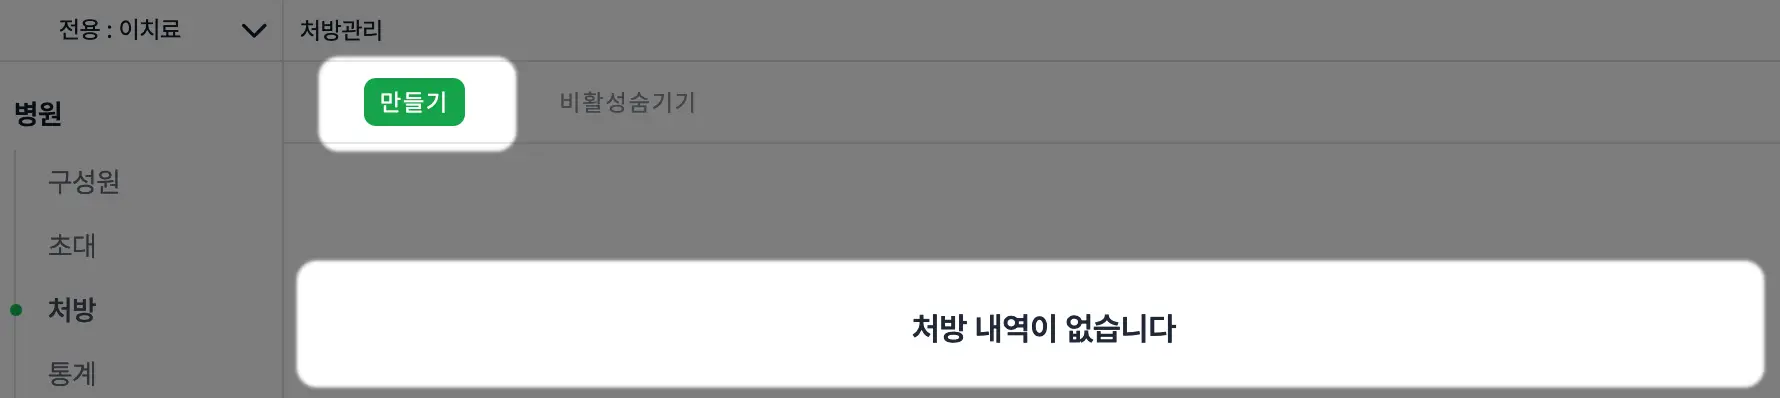 전용 : 이치료
처방관리
병원
만들기
비활성숨기기
구성원
초대
처방
통계
처방 내역이 없습니다